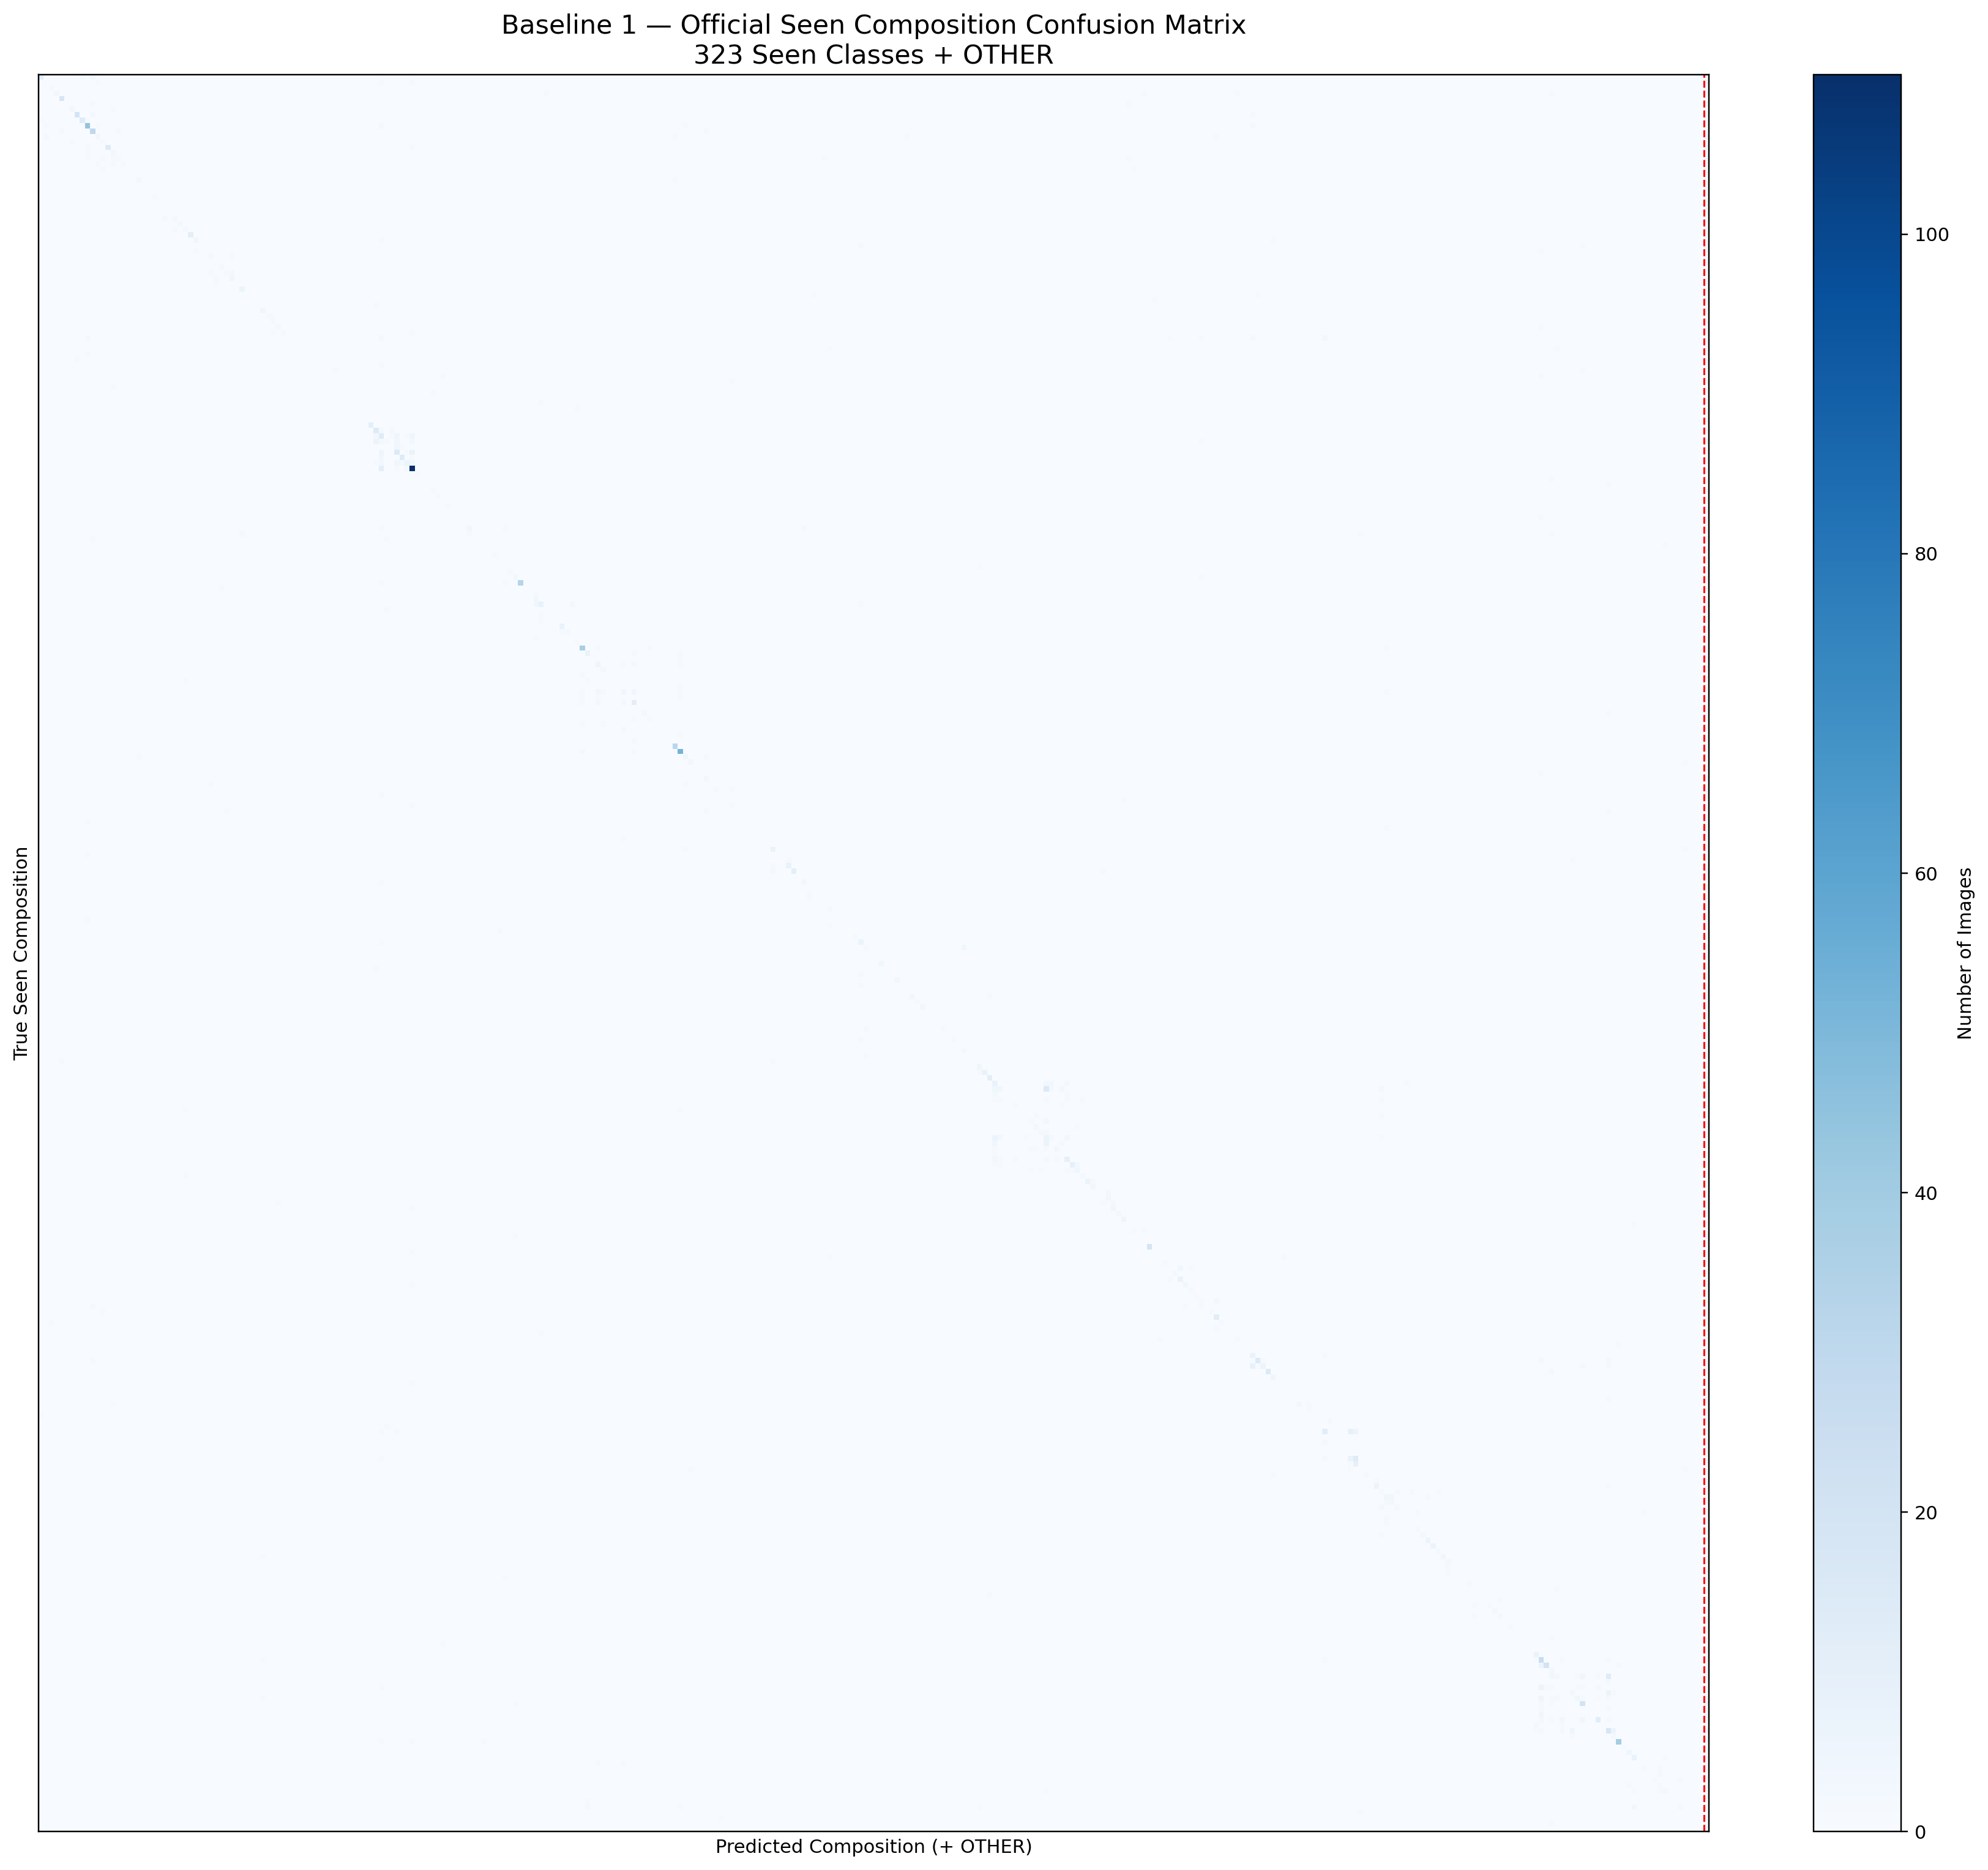 Baseline 1 — Official Seen Composition Confusion Matrix
323 Seen Classes + OTHER
True Seen Composition
Predicted Composition (+ OTHER)
100
80
60
40
20
0
Number of Images